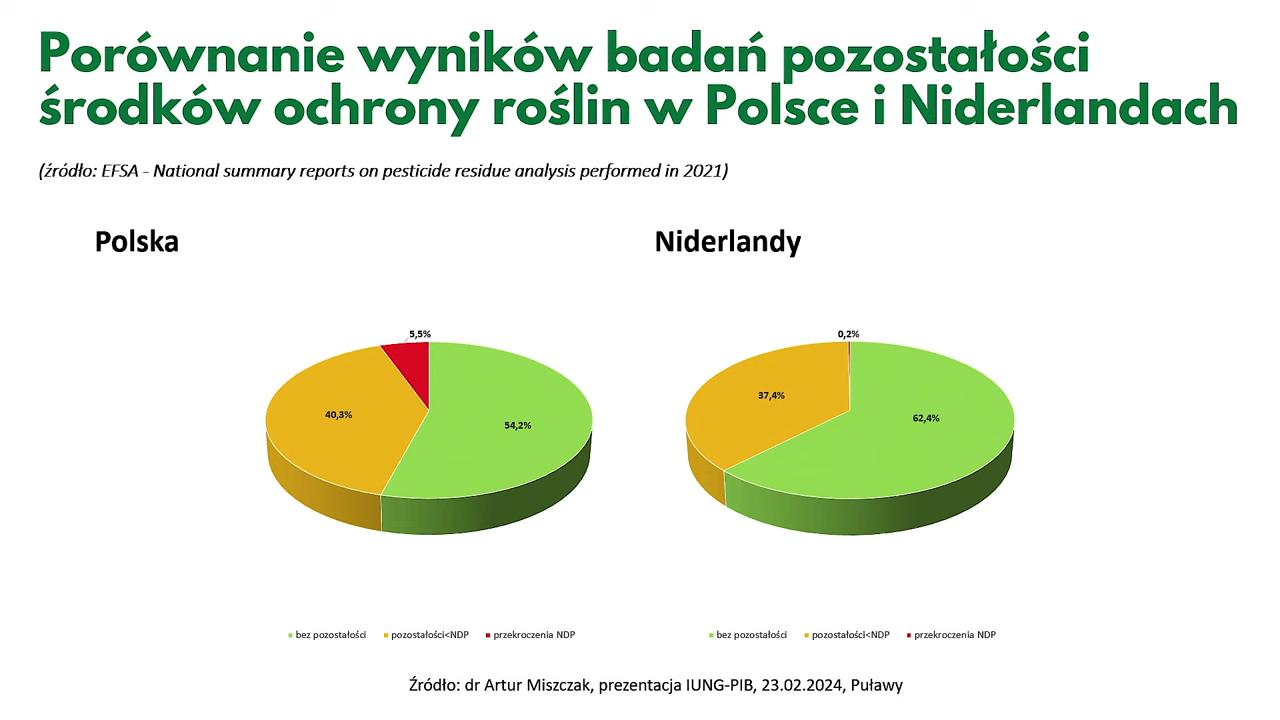 Porównanie wyników badań pozostałości
środków ochrony roślin w Polsce i Niderlandach
(źródło: EFSA - National summary reports on pesticide residue analysis performed in 2021)
Polska
Niderlandy
5,5%
40,3%
54,2%
0,2%
37,4%
62,4%
bez pozostałości pozostałości<NDP przekroczenia NDP
bez pozostałości pozostałości<NDP przekroczenia NDP
Źródło: dr Artur Miszczak, prezentacja IUNG-PIB, 23.02.2024, Puławy